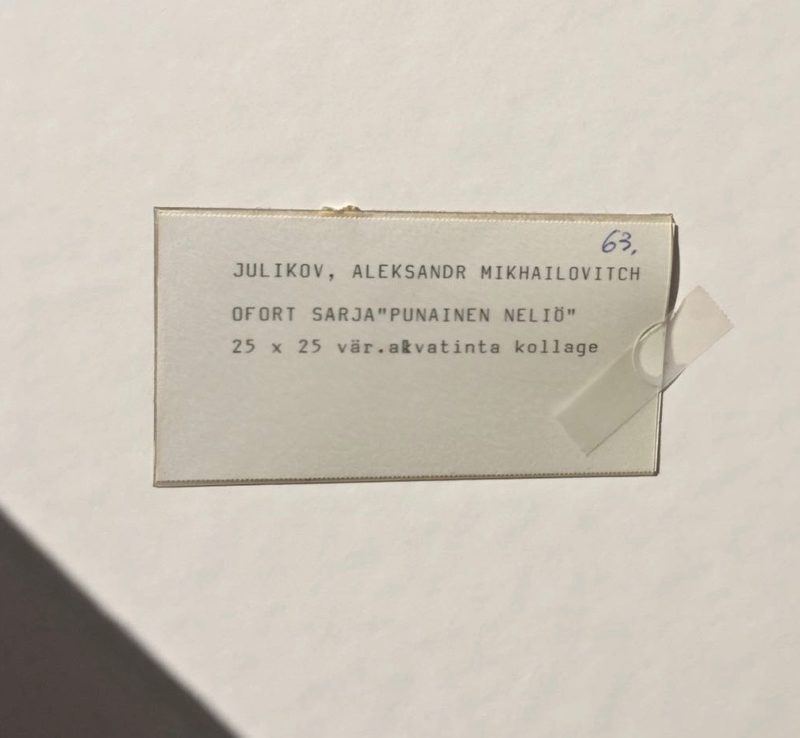 63.
JULIKOV, ALEKSANDR MIKHAILOVITCH
OFORT SARJA"PUNAINEN NELIÖ"
25 x 25 vär.akvatinta kollage